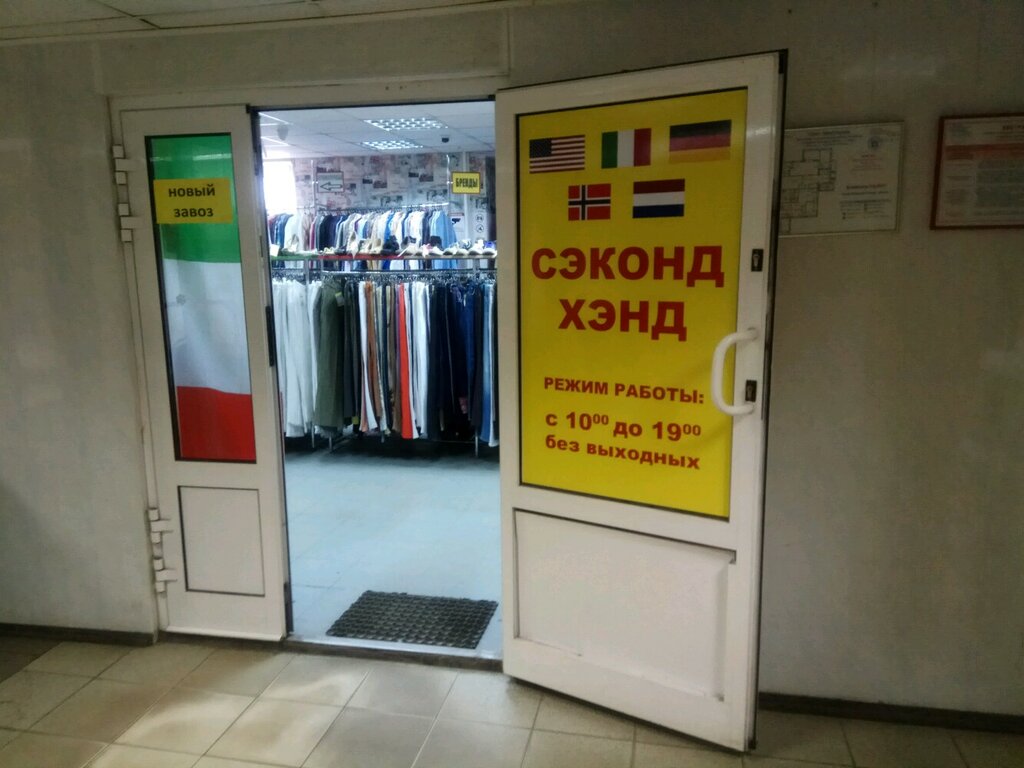 НОВЫЙ
ЗАВОЗ
БРЕНДЫ
СЭКОНД
ХЭНД
РЕЖИМ РАБОТЫ:
с 10⁰⁰ до 19⁰⁰
без выходных